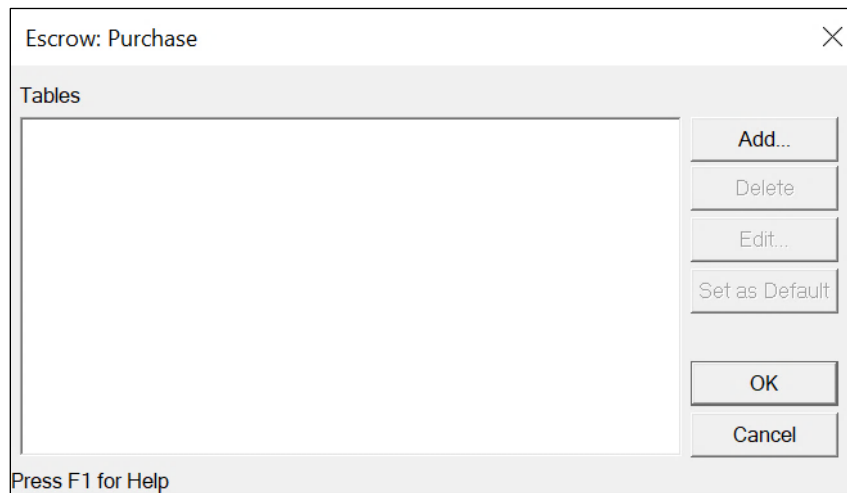 Escrow: Purchase
Tables
Add...
Delete
Edit...
Set as Default
OK
Cancel
Press F1 for Help